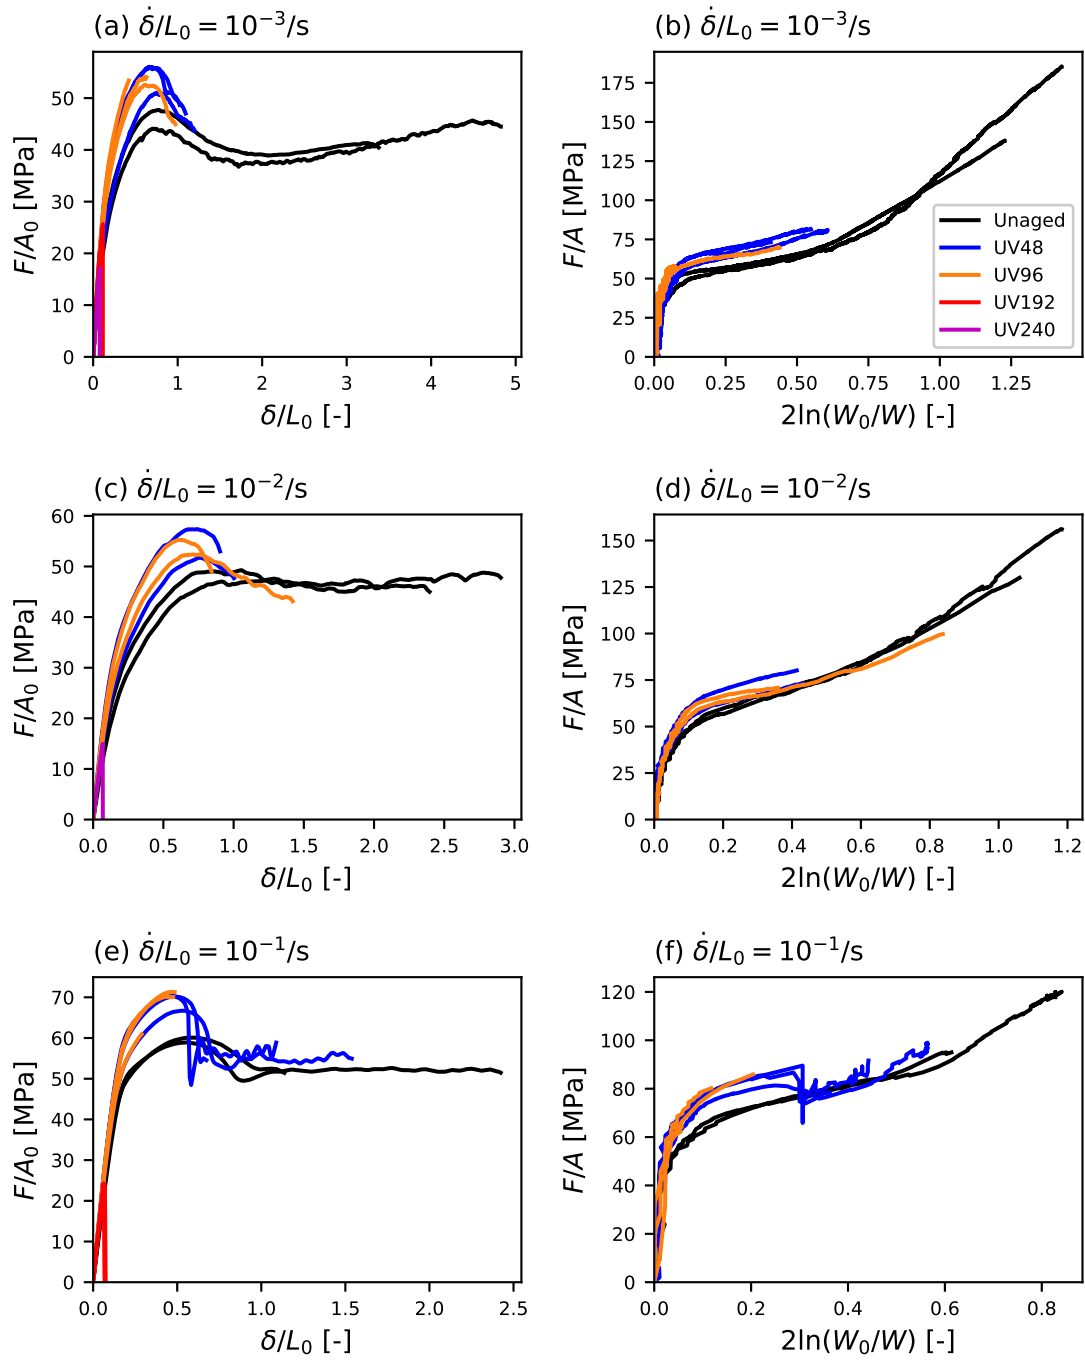 (a) δ̇/L₀ = 10⁻³/s
F/A₀ [MPa]
50
40
30
20
10
0
0 1 2 3 4 5
δ/L₀ [-]
(b) δ̇/L₀ = 10⁻³/s
F/A [MPa]
175
150
125
100
75
50
25
0
Unaged
UV48
UV96
UV192
UV240
0.00 0.25 0.50 0.75 1.00 1.25
2ln(W₀/W) [-]
(c) δ̇/L₀ = 10⁻²/s
F/A₀ [MPa]
60
50
40
30
20
10
0
0.0 0.5 1.0 1.5 2.0 2.5 3.0
δ/L₀ [-]
(d) δ̇/L₀ = 10⁻²/s
F/A [MPa]
150
125
100
75
50
25
0
0.0 0.2 0.4 0.6 0.8 1.0 1.2
2ln(W₀/W) [-]
(e) δ̇/L₀ = 10⁻¹/s
F/A₀ [MPa]
70
60
50
40
30
20
10
0
0.0 0.5 1.0 1.5 2.0 2.5
δ/L₀ [-]
(f) δ̇/L₀ = 10⁻¹/s
F/A [MPa]
120
100
80
60
40
20
0
0.0 0.2 0.4 0.6 0.8
2ln(W₀/W) [-]